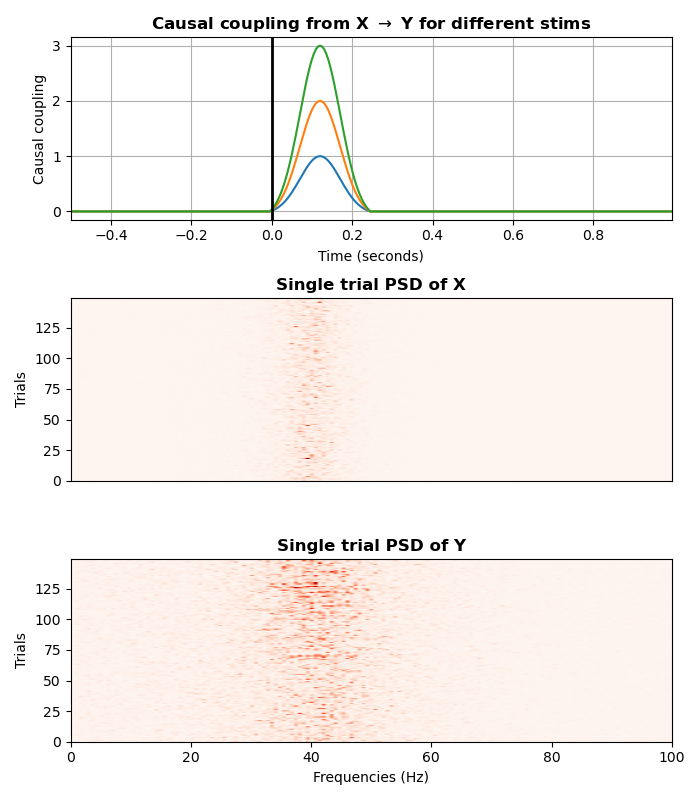 Causal coupling from X → Y for different stims
Causal coupling
3
2
1
0
−0.4 −0.2 0.0 0.2 0.4 0.6 0.8
Time (seconds)
Single trial PSD of X
Trials
125
100
75
50
25
0
Single trial PSD of Y
Trials
125
100
75
50
25
0
0 20 40 60 80 100
Frequencies (Hz)